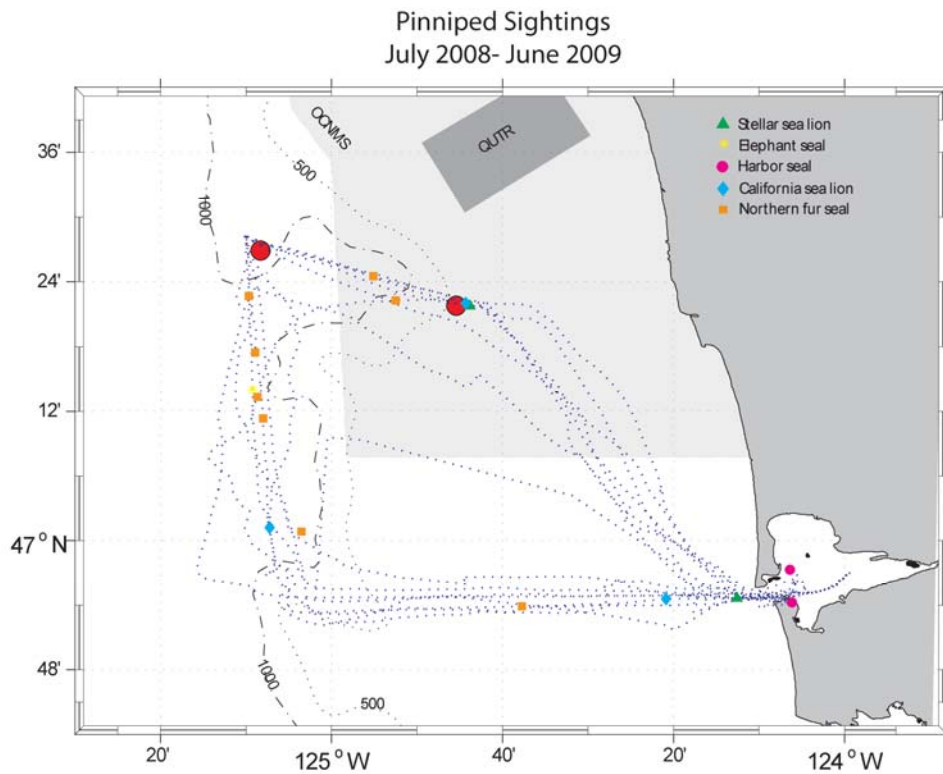 Pinniped Sightings
July 2008- June 2009
OCNMS
QUTR
500
1000
Stellar sea lion
Elephant seal
Harbor seal
California sea lion
Northern fur seal
36'
24'
12'
47° N
48'
1000
500
20'
125° W
40'
20'
124° W